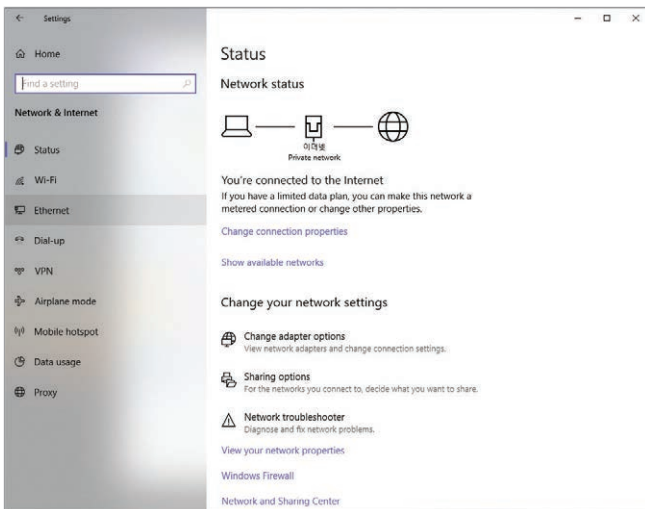 Settings
Home
Find a setting
Network & Internet
Status
Wi-Fi
Ethernet
Dial-up
VPN
Airplane mode
Mobile hotspot
Data usage
Proxy
Status
Network status
이더넷
Private network
You're connected to the Internet
If you have a limited data plan, you can make this network a
metered connection or change other properties.
Change connection properties
Show available networks
Change your network settings
Change adapter options
View network adapters and change connection settings.
Sharing options
For the networks you connect to, decide what you want to share.
Network troubleshooter
Diagnose and fix network problems.
View your network properties
Windows Firewall
Network and Sharing Center